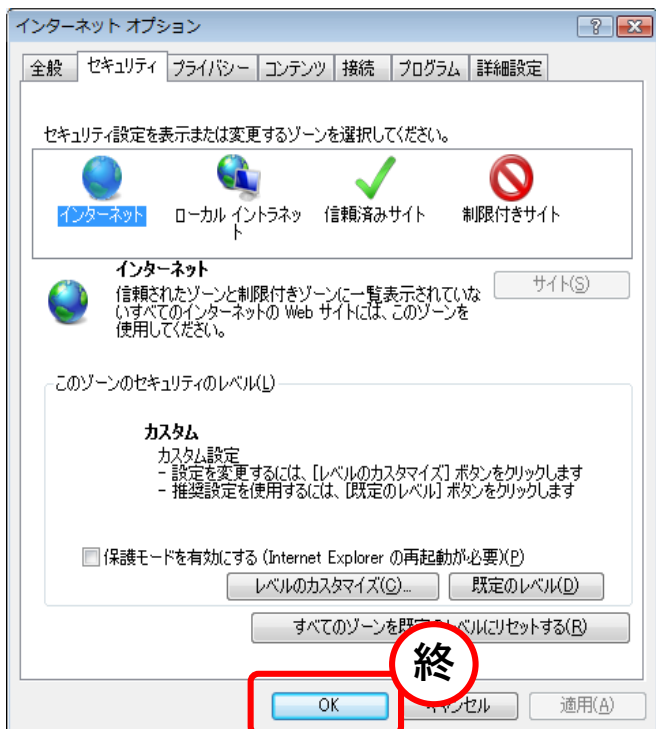 インターネット オプション
全般 セキュリティ プライバシー コンテンツ 接続 プログラム 詳細設定
セキュリティ設定を表示または変更するゾーンを選択してください。
インターネット ローカル イントラネッ 信頼済みサイト 制限付きサイト
ト
インターネット
サイト(S)
信頼されたゾーンと制限付きゾーンに一覧表示されていな
いすべてのインターネットの Web サイトには、このゾーンを
使用してください。
このゾーンのセキュリティのレベル(L)
カスタム
カスタム設定
- 設定を変更するには、[レベルのカスタマイズ] ボタンをクリックします
- 推奨設定を使用するには、[既定のレベル] ボタンをクリックします
保護モードを有効にする (Internet Explorer の再起動が必要)(P)
レベルのカスタマイズ(C)... 既定のレベル(D)
すべてのゾーンを既定のレベルにリセットする(R)
終
OK キャンセル 適用(A)